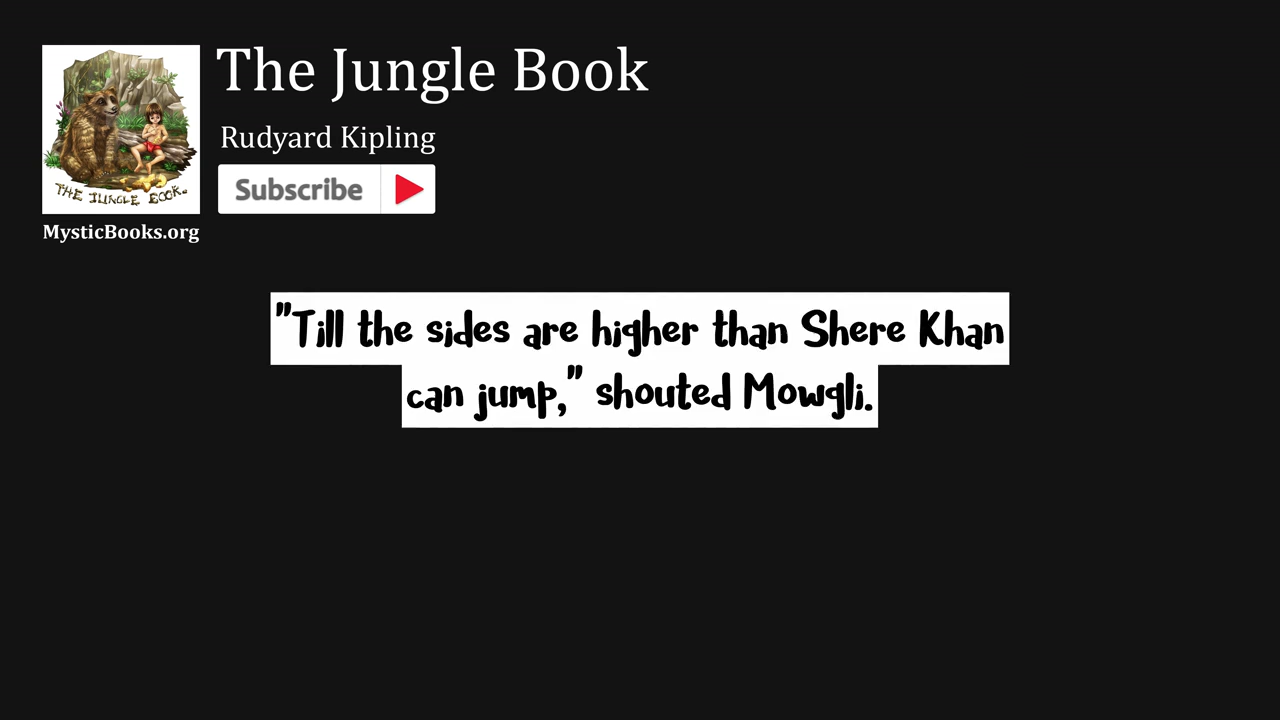 The Jungle Book
Rudyard Kipling
Subscribe
THE JUNGLE BOOK.
MysticBooks.org
"Till the sides are higher than Shere Khan
can jump," shouted Mowgli.